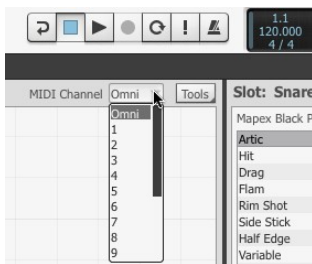 !
1.1
120.000
4 / 4
MIDI Channel Omni Tools
Omni
1
2
3
4
5
6
7
8
9
Slot: Snare
Mapex Black P
Artic
Hit
Drag
Flam
Rim Shot
Side Stick
Half Edge
Variable